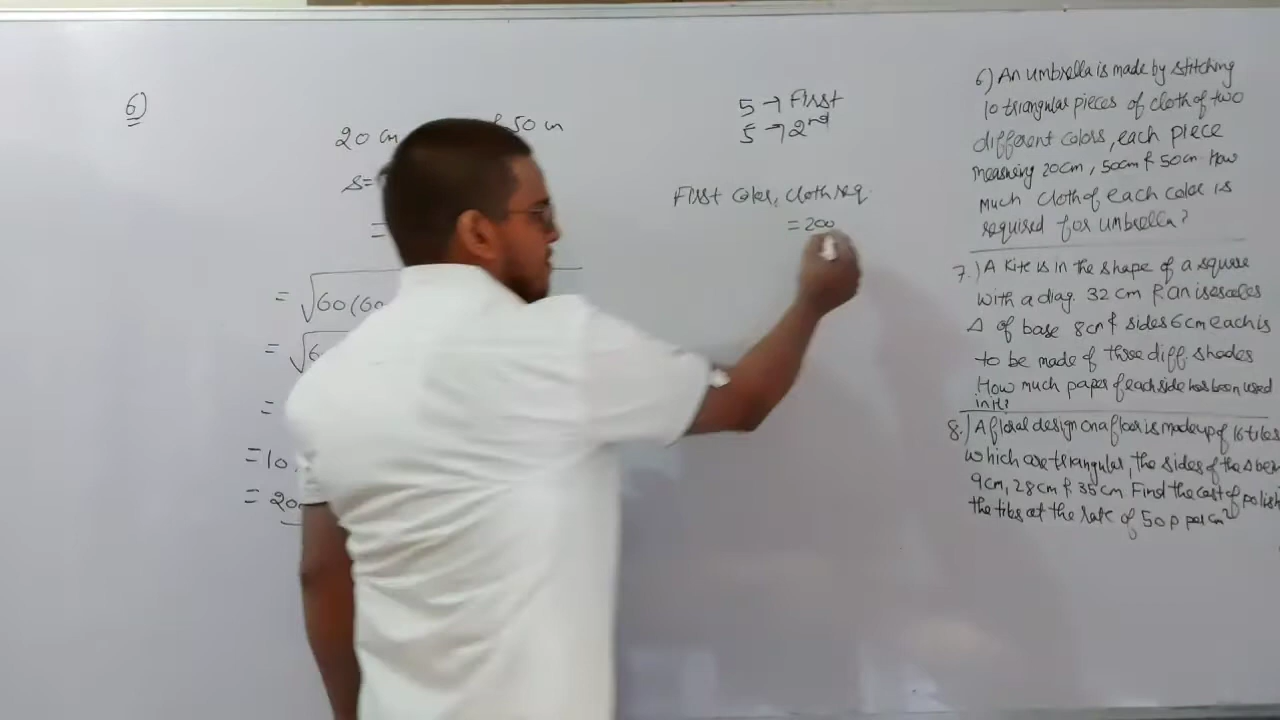 6)
20 cm 50 cm
s=
=
= √60(60
= √6
=
=10
= 20
5 → First
5 → 2nd
First color, cloth req.
= 200
6) An umbrella is made by stitching
10 triangular pieces of cloth of two
different colors, each piece
measuring 20cm, 50cm & 50cm. How
much cloth of each color is
required for umbrella?
7.) A kite is in the shape of a square
with a diag. 32 cm & an isesceles
Δ of base 8cm & sides 6cm each is
to be made of three diff. shades
How much paper of each side has been used
in it?
8.) A floral design on a floor is made up of 16 tiles
which are triangular, the sides of the Δ being
9cm, 28cm & 35cm. Find the cost of polish
the tiles at the rate of 50p per cm²